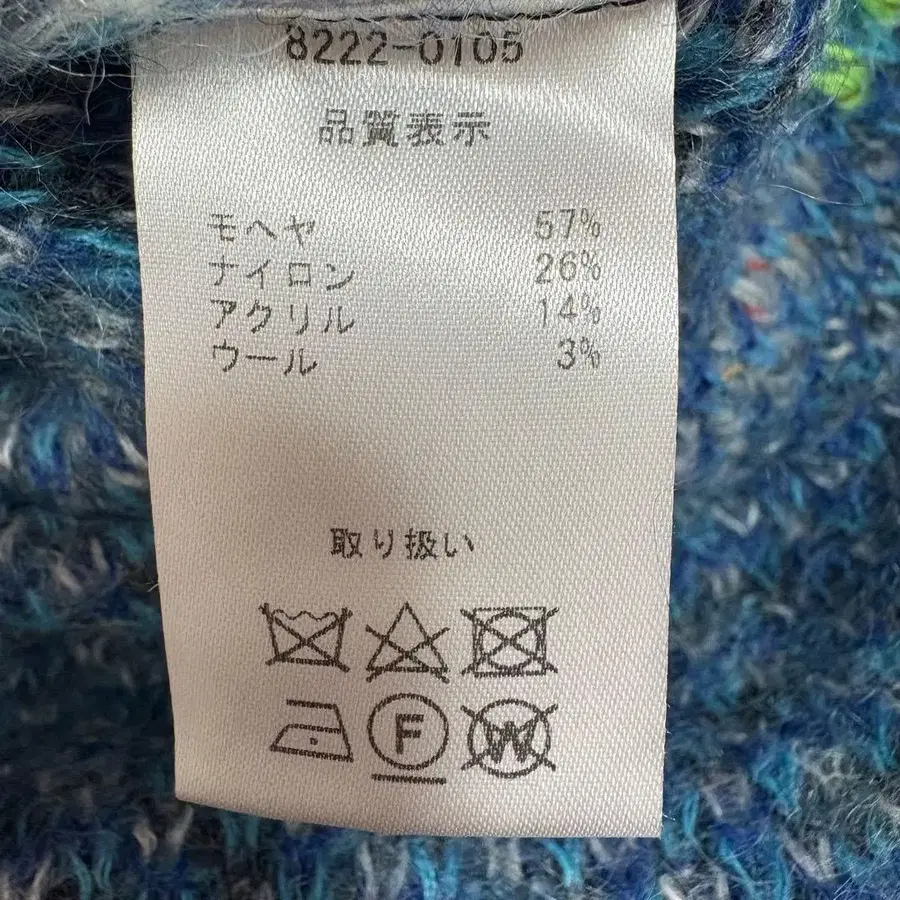 8222-0105
品質表示
モヘヤ 57%
ナイロン 26%
アクリル 14%
ウール 3%
取り扱い
F W